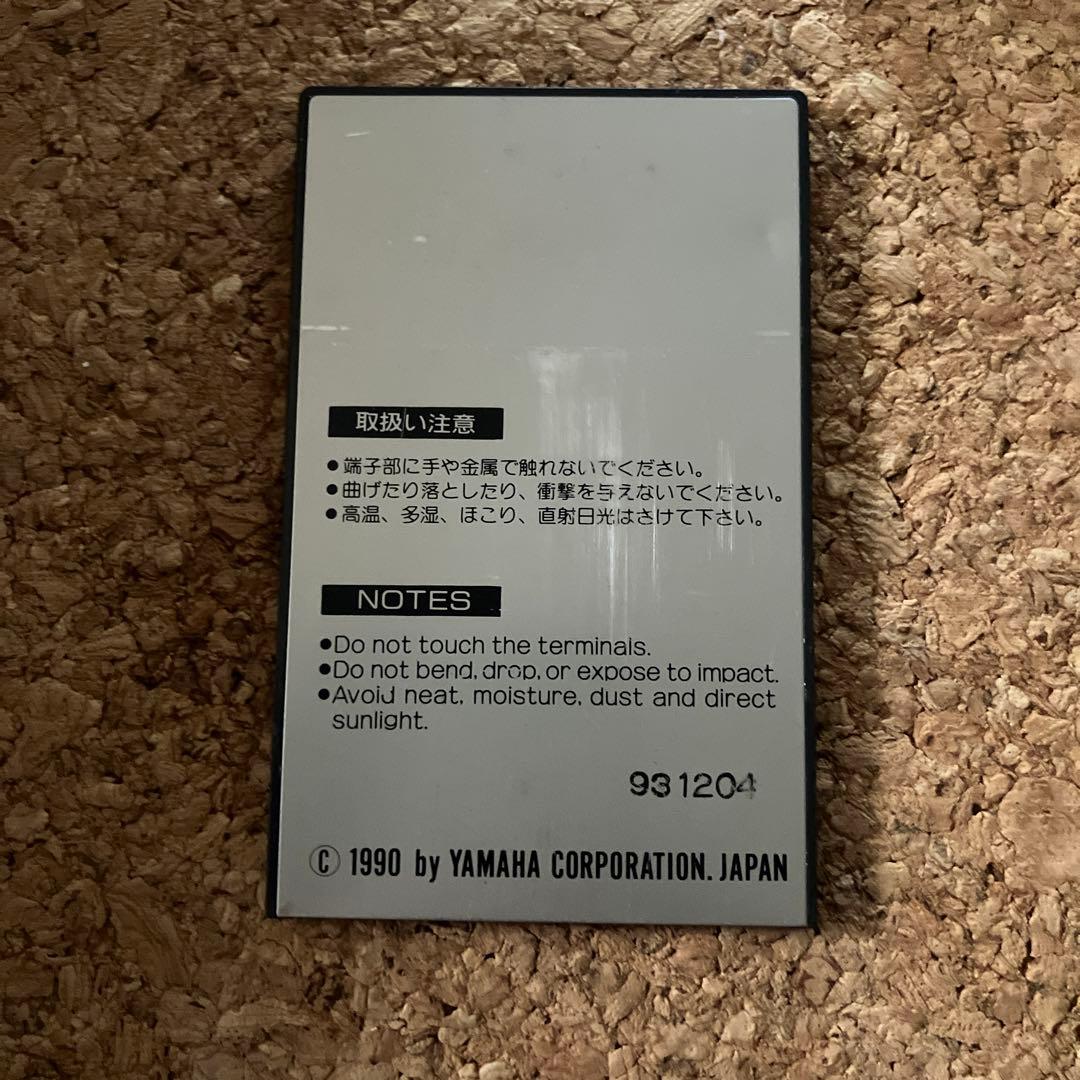 取扱い注意
●端子部に手や金属で触れないでください。
●曲げたり落としたり、衝撃を与えないでください。
●高温、多湿、ほこり、直射日光はさけて下さい。
NOTES
●Do not touch the terminals.
●Do not bend, drop, or expose to impact.
●Avoid heat, moisture, dust and direct
sunlight.
931204
Ⓒ 1990 by YAMAHA CORPORATION. JAPAN